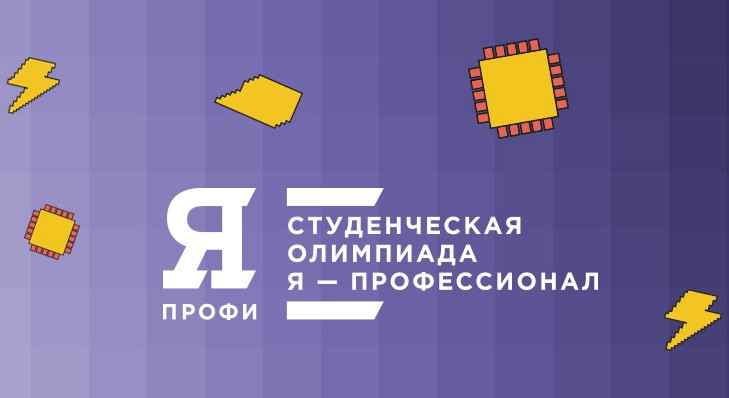 Я
ПРОФИ
СТУДЕНЧЕСКАЯ
ОЛИМПИАДА
Я — ПРОФЕССИОНАЛ